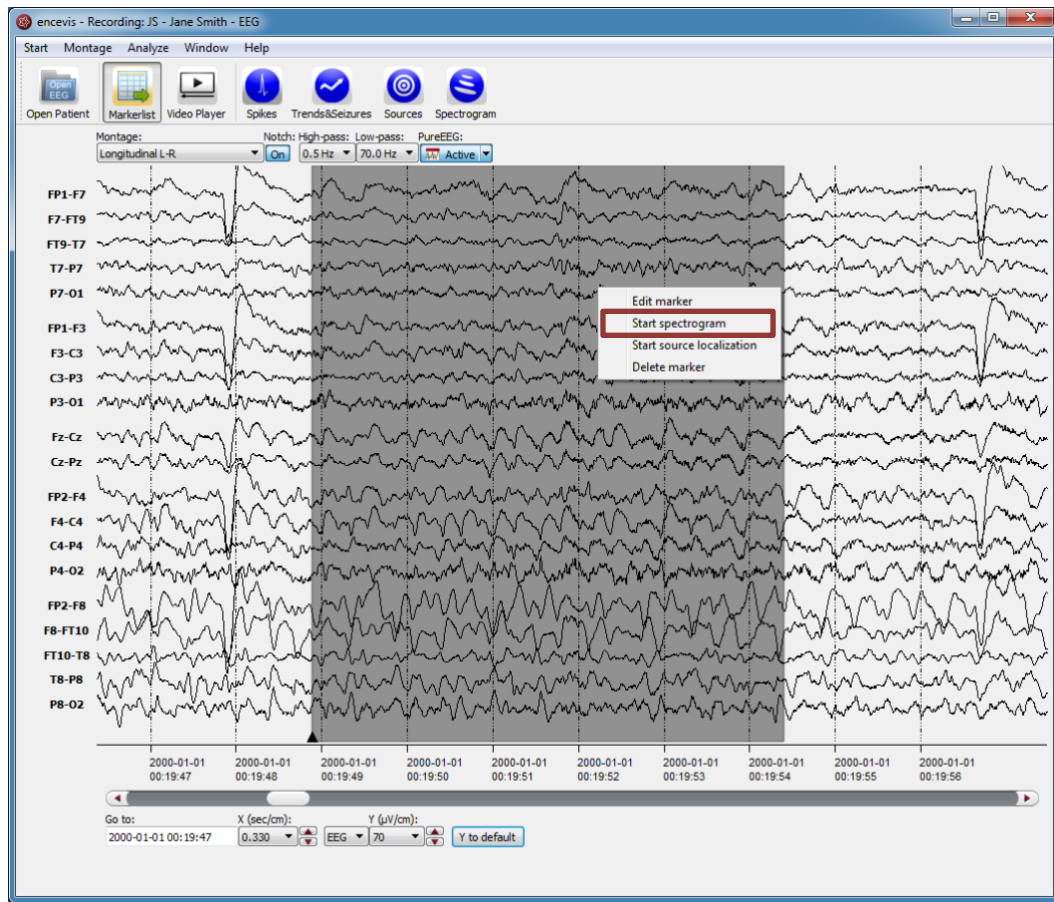 encevis - Recording: JS - Jane Smith - EEG
Start Montage Analyze Window Help
Open EEG
Open Patient Markerlist Video Player Spikes Trends&Seizures Sources Spectrogram
Montage: Notch: High-pass: Low-pass: PureEEG:
Longitudinal L-R On 0.5 Hz 70.0 Hz Active
FP1-F7
F7-FT9
FT9-T7
T7-P7
P7-O1
Edit marker
Start spectrogram
Start source localization
Delete marker
FP1-F3
F3-C3
C3-P3
P3-O1
Fz-Cz
Cz-Pz
FP2-F4
F4-C4
C4-P4
P4-O2
FP2-F8
F8-FT10
FT10-T8
T8-P8
P8-O2
2000-01-01 2000-01-01 2000-01-01 2000-01-01 2000-01-01 2000-01-01 2000-01-01 2000-01-01 2000-01-01 2000-01-01
00:19:47 00:19:48 00:19:49 00:19:50 00:19:51 00:19:52 00:19:53 00:19:54 00:19:55 00:19:56
Go to: X (sec/cm): Y (µV/cm):
2000-01-01 00:19:47 0.330 EEG 70 Y to default